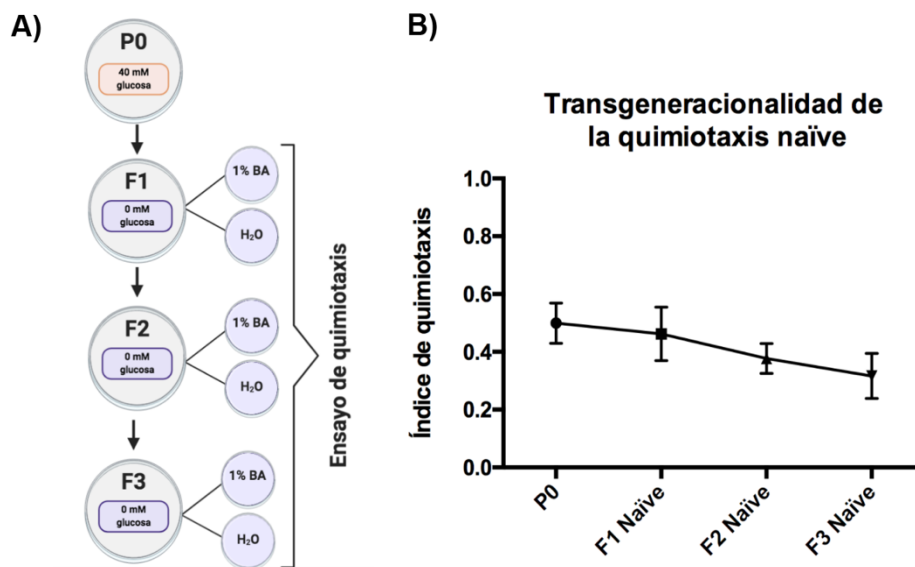 A)
P0
40 mM
glucosa
F1
0 mM
glucosa
1% BA
H₂O
F2
0 mM
glucosa
1% BA
H₂O
F3
0 mM
glucosa
1% BA
H₂O
Ensayo de quimiotaxis
B)
Transgeneracionalidad de
la quimiotaxis naïve
Índice de quimiotaxis
1.0
0.8
0.6
0.4
0.2
0.0
P0
F1 Naïve
F2 Naïve
F3 Naïve